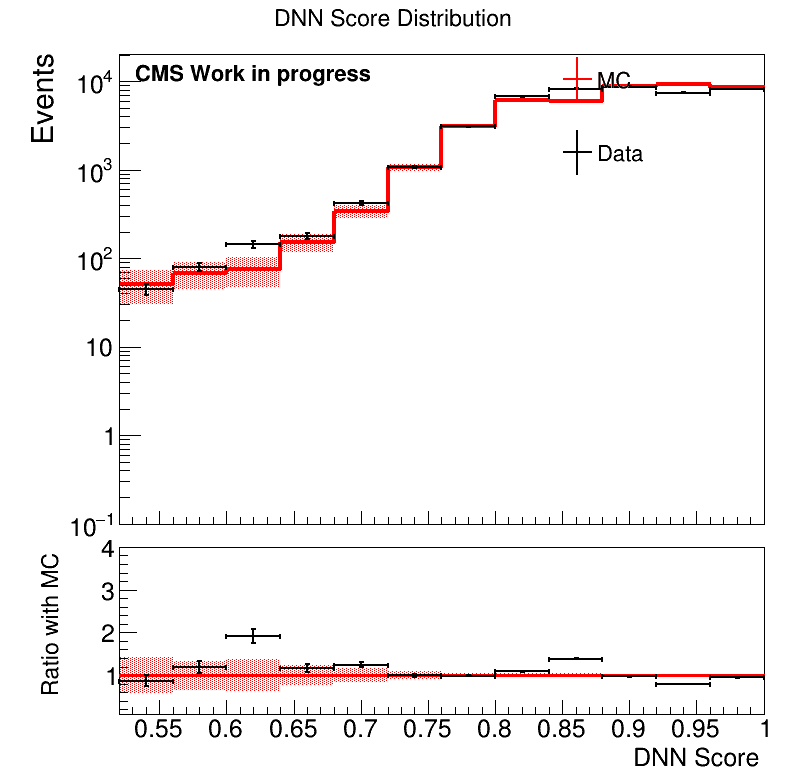 DNN Score Distribution
Events
CMS Work in progress
MC
Data
10⁴
10³
10²
10
1
10⁻¹
Ratio with MC
4
3
2
1
0.55 0.6 0.65 0.7 0.75 0.8 0.85 0.9 0.95 1
DNN Score